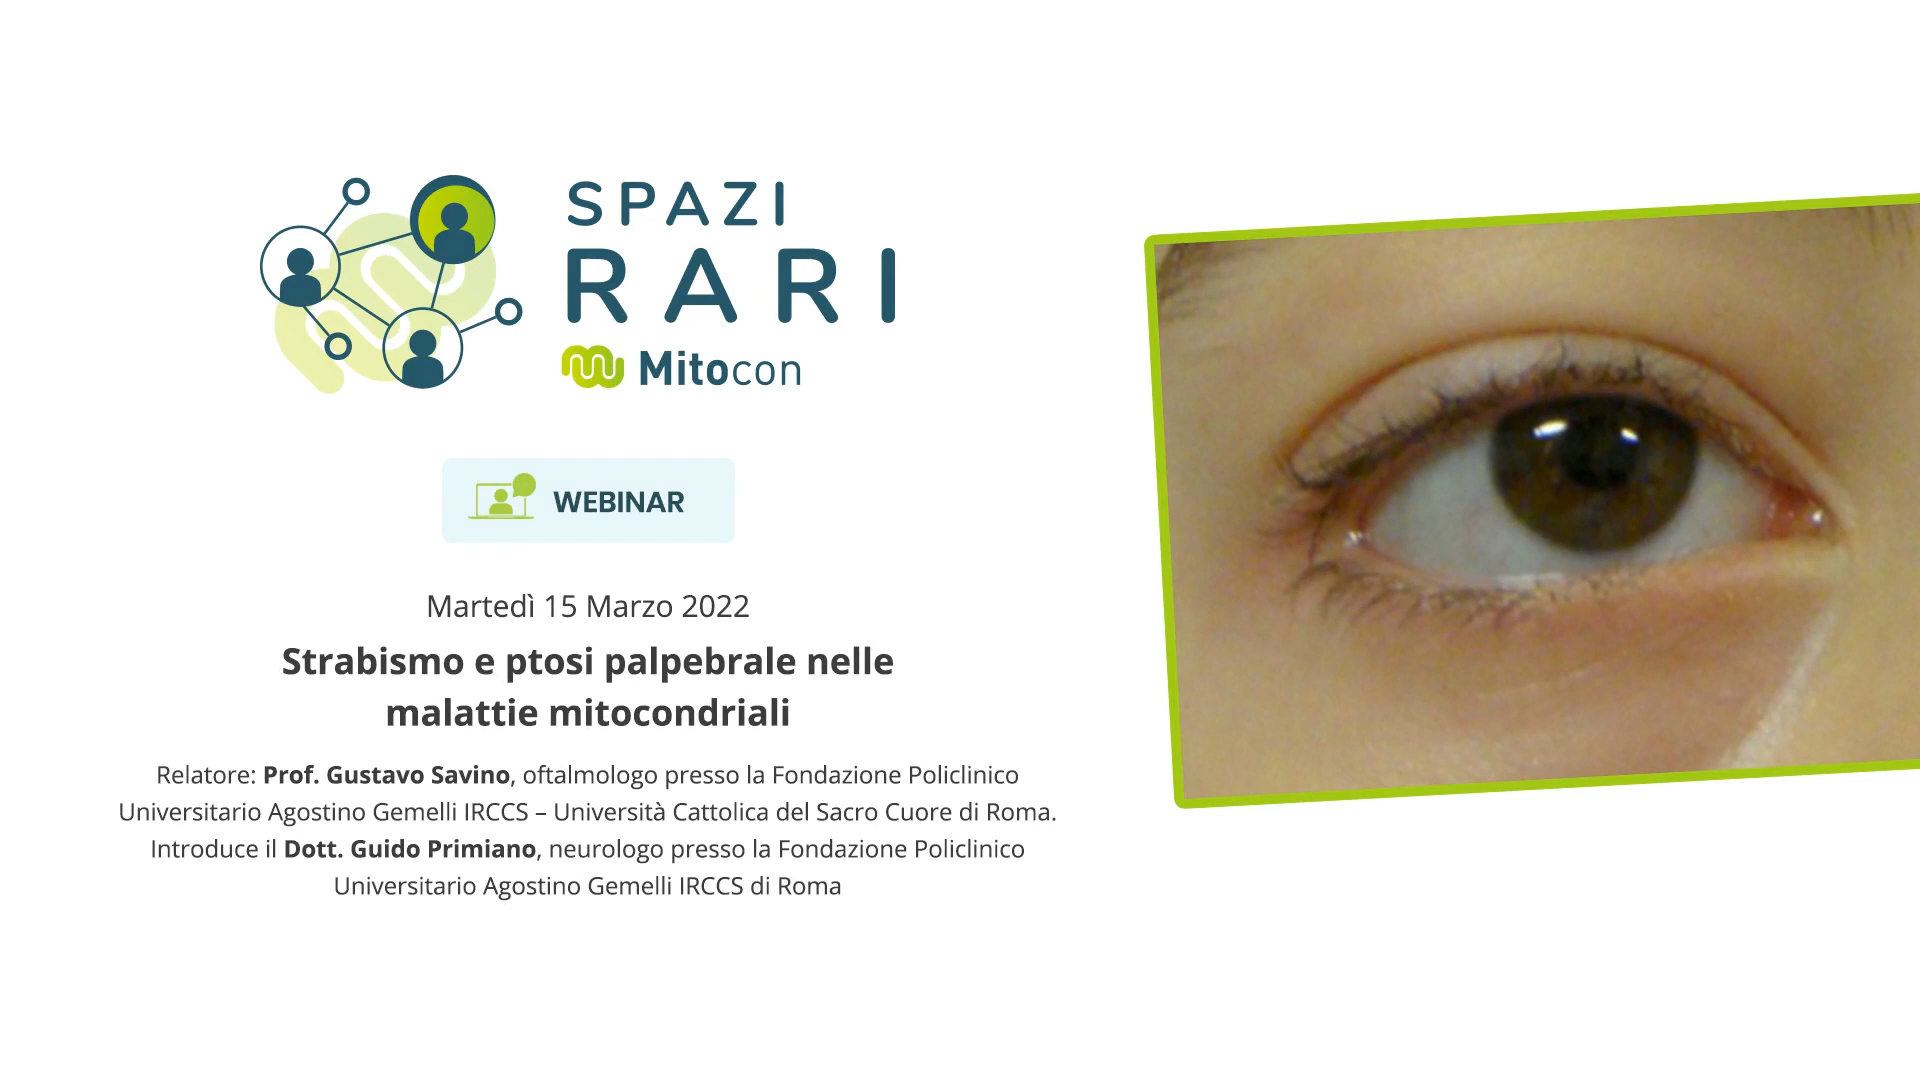 SPAZI
RARI
Mitocon
WEBINAR
Martedì 15 Marzo 2022
Strabismo e ptosi palpebrale nelle
malattie mitocondriali
Relatore: Prof. Gustavo Savino, oftalmologo presso la Fondazione Policlinico
Universitario Agostino Gemelli IRCCS – Università Cattolica del Sacro Cuore di Roma.
Introduce il Dott. Guido Primiano, neurologo presso la Fondazione Policlinico
Universitario Agostino Gemelli IRCCS di Roma